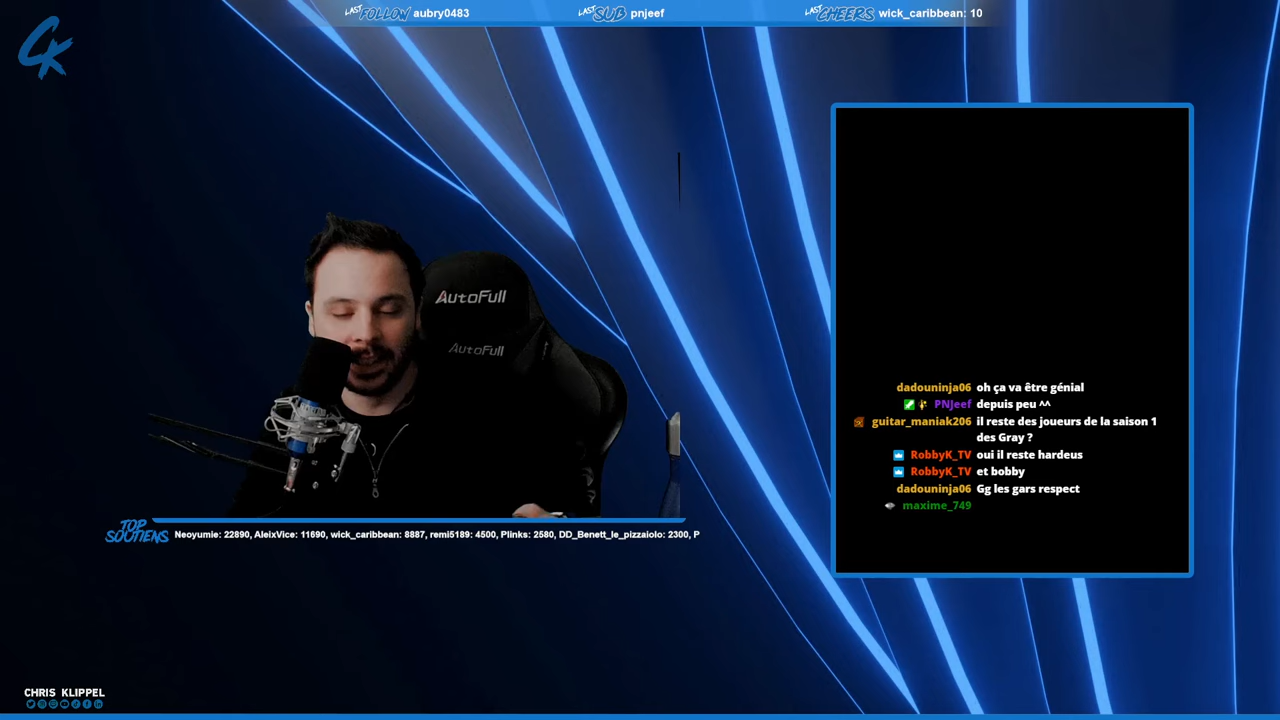 LAST FOLLOW aubry0483
LAST SUB pnjeef
LAST CHEERS wick_caribbean: 10
CK
AUTOFULL
AUTOFULL
dadouninja06 oh ça va être génial
PNJeef depuis peu ^^
guitar_maniak206 il reste des joueurs de la saison 1
des Gray ?
RobbyK_TV oui il reste hardeus
RobbyK_TV et bobby
dadouninja06 Gg les gars respect
maxime_749
TOP SOUTIENS Neoyumie: 22890, AleixVice: 11690, wick_caribbean: 8887, remi5189: 4500, Plinks: 2580, DD_Benett_le_pizzaiolo: 2300, P
CHRIS KLIPPEL